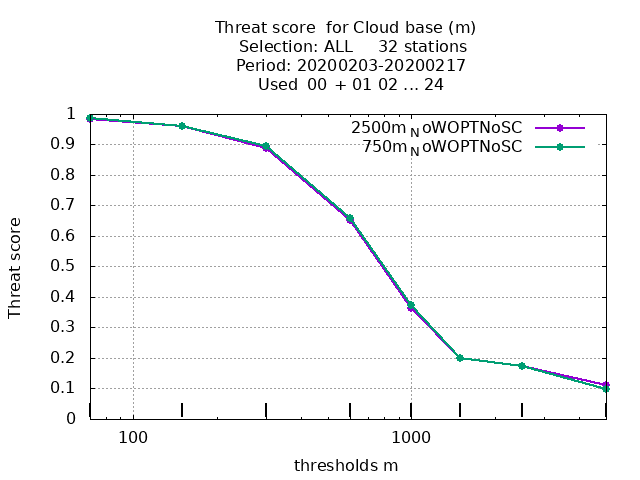 Threat score  for Cloud base (m)
Selection: ALL     32 stations
Period: 20200203-20200217
Used  00  + 01 02 ... 24
2500m_NoWOPTNoSC
750m_NoWOPTNoSC
1
0.9
0.8
0.7
0.6
0.5
0.4
0.3
0.2
0.1
0
Threat score
100 1000
thresholds m